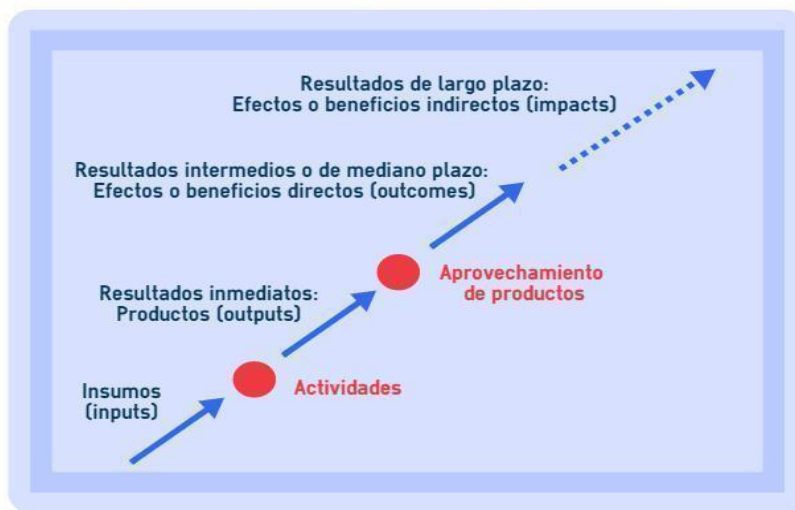 Resultados de largo plazo:
Efectos o beneficios indirectos (impacts)
Resultados intermedios o de mediano plazo:
Efectos o beneficios directos (outcomes)
Aprovechamiento
de productos
Resultados inmediatos:
Productos (outputs)
Actividades
Insumos
(inputs)